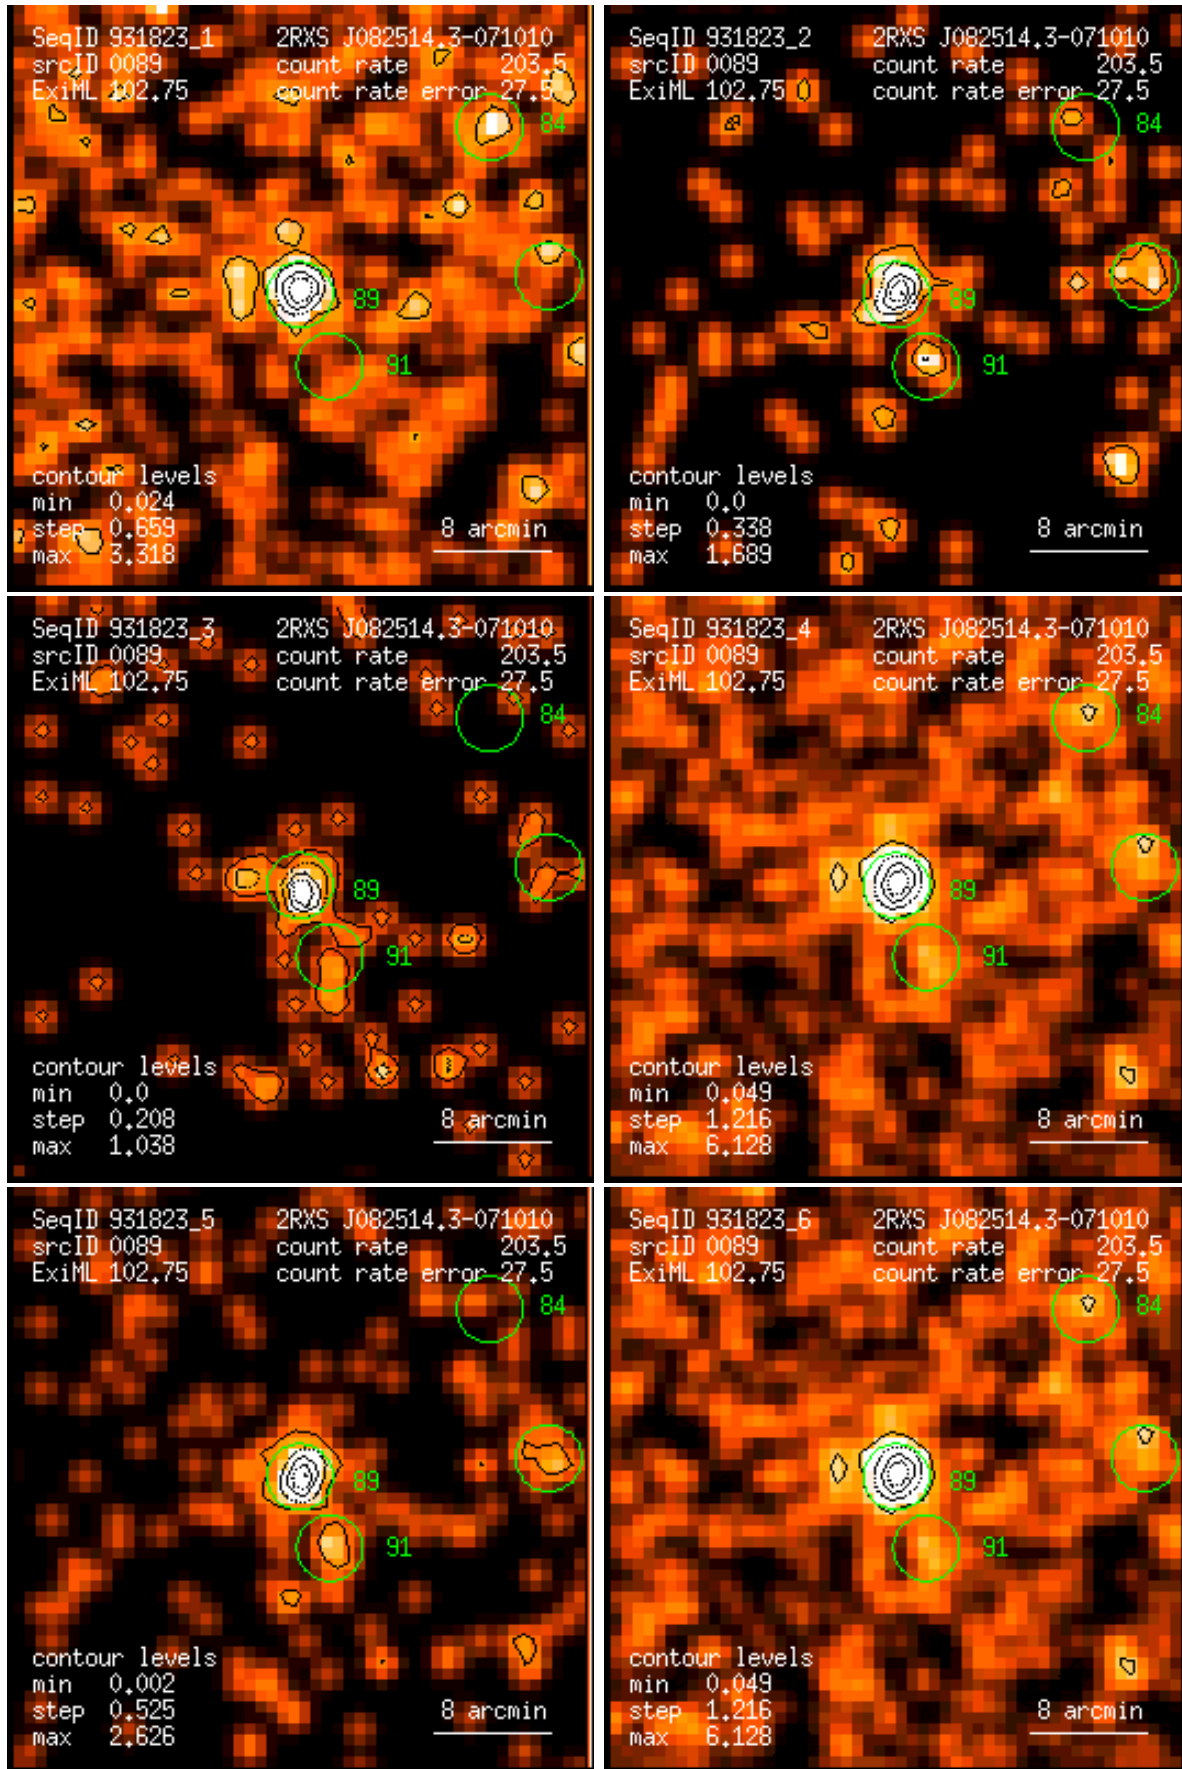 SeqID 931823_1 2RXS J082514.3-071010
srcID 0089 count rate 203.5
ExiML 102.75 count rate error 27.5
84
89
91
contour levels
min 0.024
step 0.659 8 arcmin
max 3.318
SeqID 931823_2 2RXS J082514.3-071010
srcID 0089 count rate 203.5
ExiML 102.75 count rate error 27.5
84
89
91
contour levels
min 0.0
step 0.338 8 arcmin
max 1.689
SeqID 931823_3 2RXS J082514.3-071010
srcID 0089 count rate 203.5
ExiML 102.75 count rate error 27.5
84
89
91
contour levels
min 0.0
step 0.208 8 arcmin
max 1.038
SeqID 931823_4 2RXS J082514.3-071010
srcID 0089 count rate 203.5
ExiML 102.75 count rate error 27.5
84
89
91
contour levels
min 0.049
step 1.216 8 arcmin
max 6.128
SeqID 931823_5 2RXS J082514.3-071010
srcID 0089 count rate 203.5
ExiML 102.75 count rate error 27.5
84
89
91
contour levels
min 0.002
step 0.525 8 arcmin
max 2.626
SeqID 931823_6 2RXS J082514.3-071010
srcID 0089 count rate 203.5
ExiML 102.75 count rate error 27.5
84
89
91
contour levels
min 0.049
step 1.216 8 arcmin
max 6.128